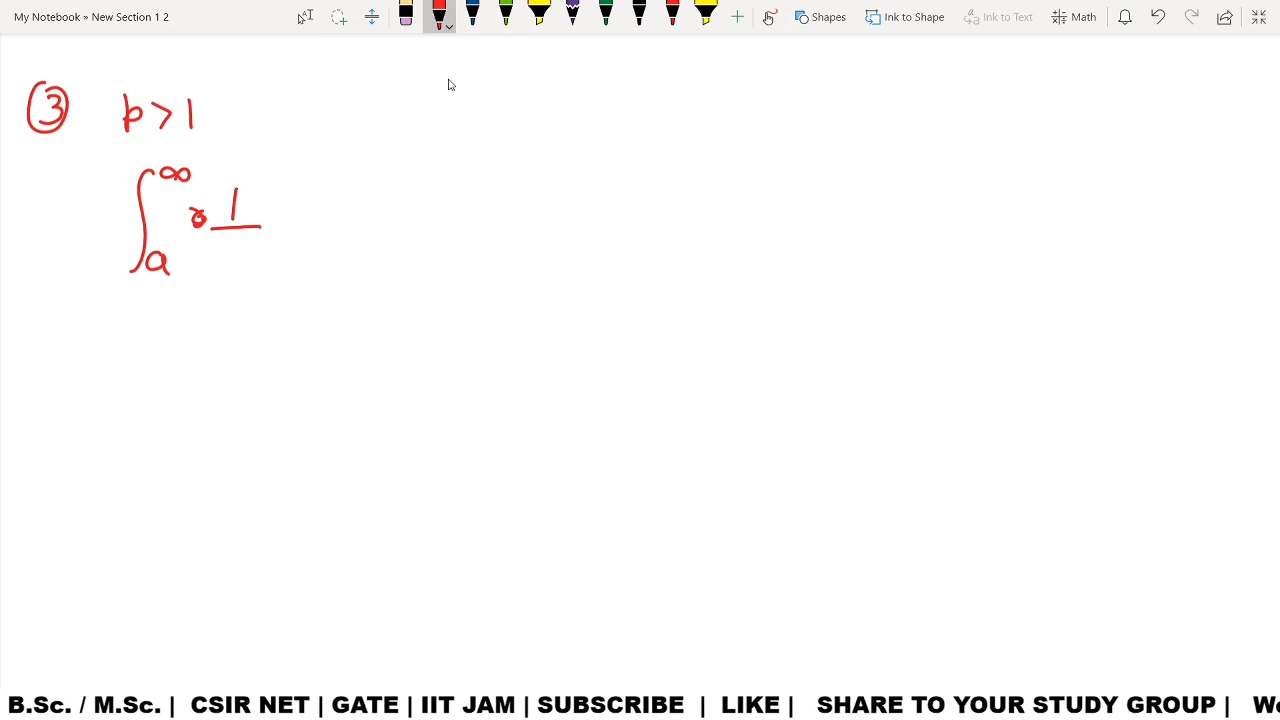 My Notebook » New Section 1 2
Shapes
Ink to Shape
Ink to Text
Math
③ p > 1
∫ₐ^∞ 1
B.Sc. / M.Sc. | CSIR NET | GATE | IIT JAM | SUBSCRIBE | LIKE | SHARE TO YOUR STUDY GROUP |